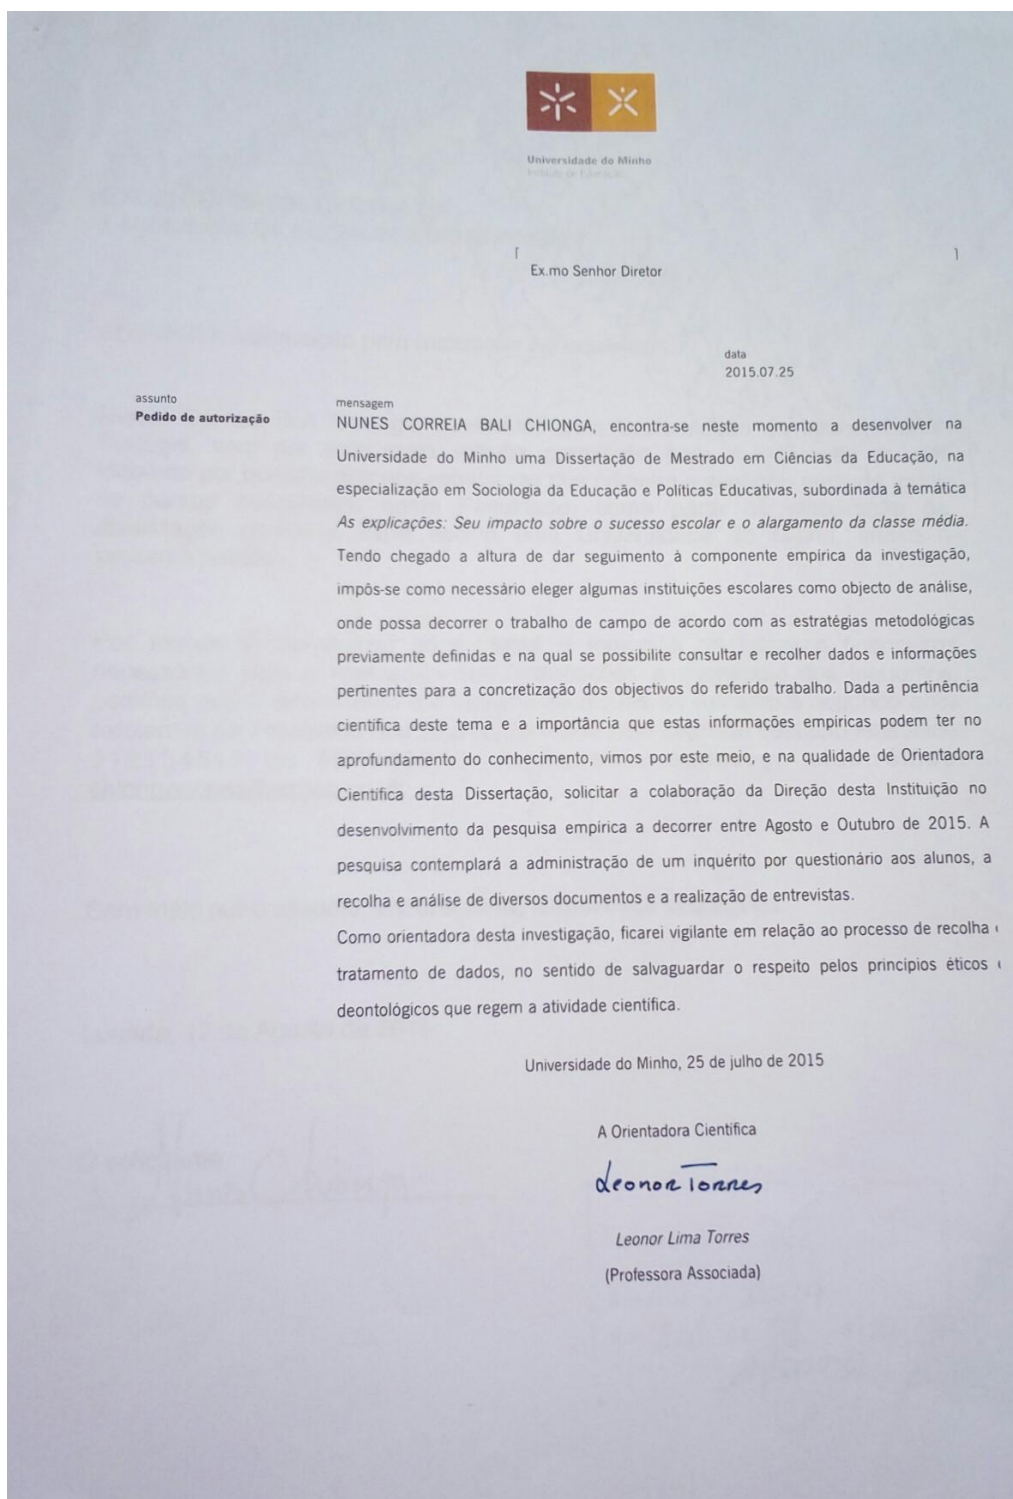 Universidade do Minho
Instituto de Educação
Ex.mo Senhor Diretor
data
2015.07.25
assunto
Pedido de autorização
mensagem
NUNES CORREIA BALI CHIONGA, encontra-se neste momento a desenvolver na
Universidade do Minho uma Dissertação de Mestrado em Ciências da Educação, na
especialização em Sociologia da Educação e Políticas Educativas, subordinada à temática
As explicações: Seu impacto sobre o sucesso escolar e o alargamento da classe média.
Tendo chegado a altura de dar seguimento à componente empírica da investigação,
impôs-se como necessário eleger algumas instituições escolares como objecto de análise,
onde possa decorrer o trabalho de campo de acordo com as estratégias metodológicas
previamente definidas e na qual se possibilite consultar e recolher dados e informações
pertinentes para a concretização dos objectivos do referido trabalho. Dada a pertinência
científica deste tema e a importância que estas informações empíricas podem ter no
aprofundamento do conhecimento, vimos por este meio, e na qualidade de Orientadora
Científica desta Dissertação, solicitar a colaboração da Direção desta Instituição no
desenvolvimento da pesquisa empírica a decorrer entre Agosto e Outubro de 2015. A
pesquisa contemplará a administração de um inquérito por questionário aos alunos, a
recolha e análise de diversos documentos e a realização de entrevistas.
Como orientadora desta investigação, ficarei vigilante em relação ao processo de recolha
tratamento de dados, no sentido de salvaguardar o respeito pelos princípios éticos
deontológicos que regem a atividade científica.
Universidade do Minho, 25 de julho de 2015
A Orientadora Científica
Leonor Torres
Leonor Lima Torres
(Professora Associada)